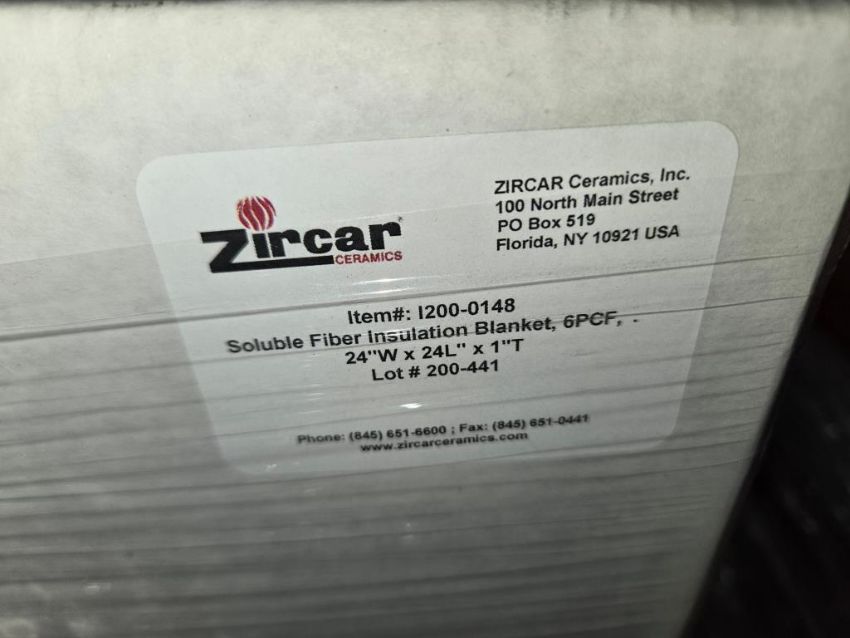 Zircar®
CERAMICS
ZIRCAR Ceramics, Inc.
100 North Main Street
PO Box 519
Florida, NY 10921 USA
Item#: I200-0148
Soluble Fiber Insulation Blanket, 6PCF, .
24"W x 24L" x 1"T
Lot # 200-441
Phone: (845) 651-6600 ; Fax: (845) 651-0441
www.zircarceramics.com